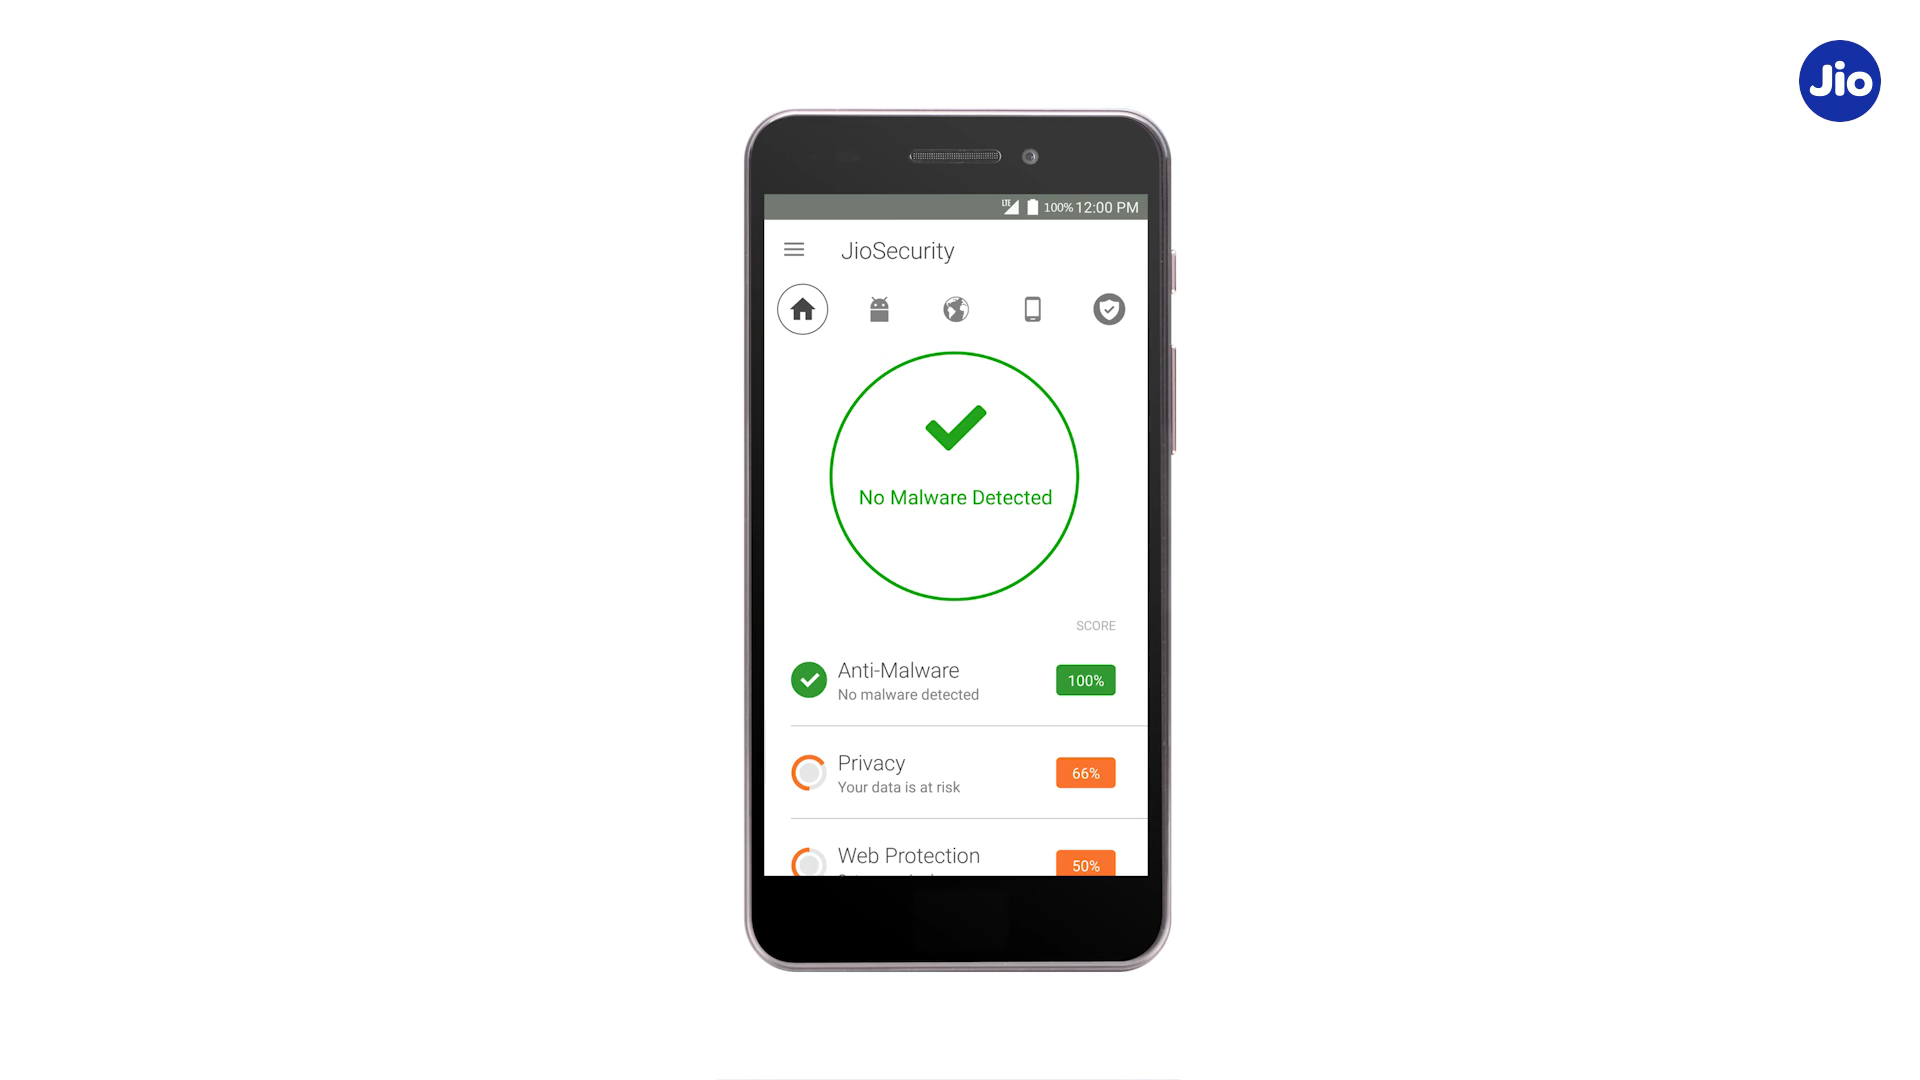 Jio
LTE 100% 12:00 PM
JioSecurity
No Malware Detected
SCORE
Anti-Malware
No malware detected
100%
Privacy
Your data is at risk
66%
Web Protection
50%